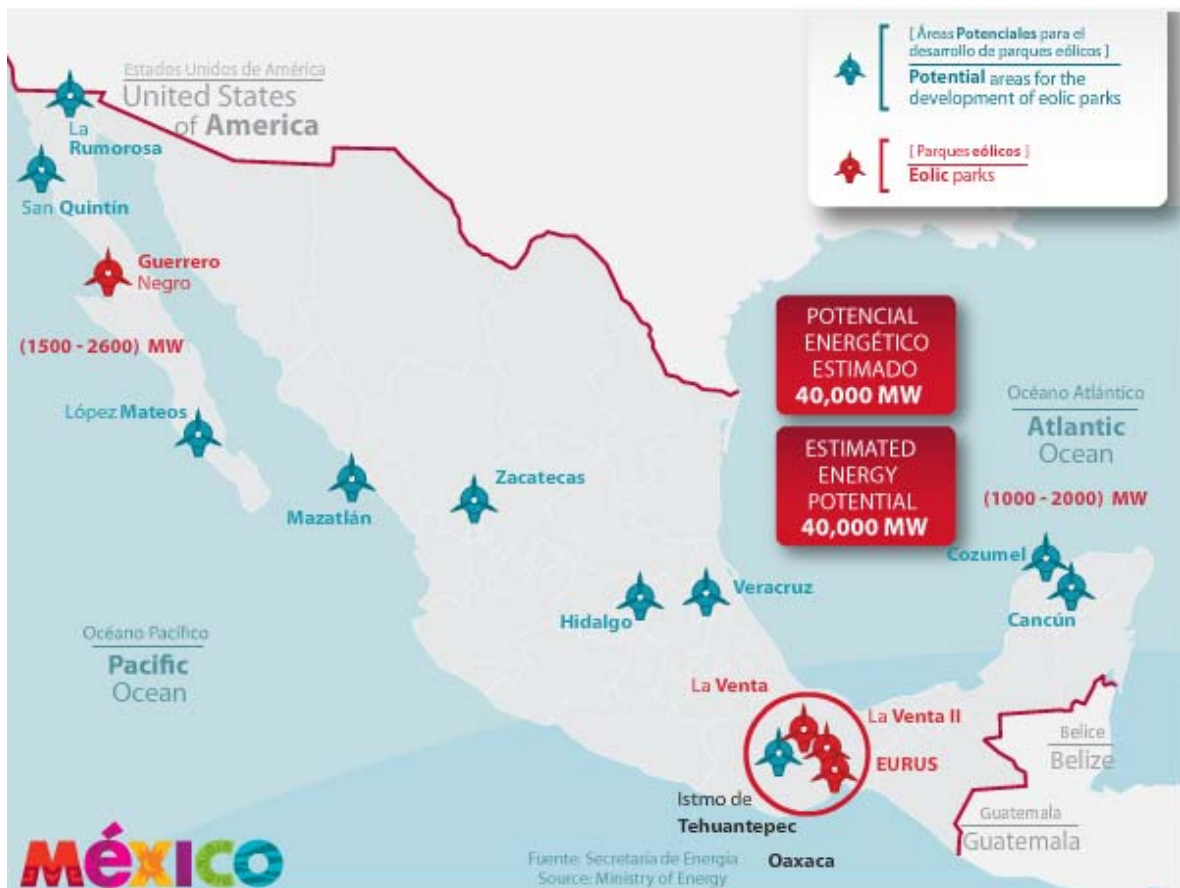 [ Áreas Potenciales para el
desarrollo de parques eólicos ]
Potential areas for the
development of eolic parks
[ Parques eólicos ]
Eolic parks
Estados Unidos de América
United States
of America
La
Rumorosa
San Quintín
Guerrero
Negro
(1500 - 2600) MW
López Mateos
Mazatlán
Zacatecas
POTENCIAL
ENERGÉTICO
ESTIMADO
40,000 MW
ESTIMATED
ENERGY
POTENTIAL
40,000 MW
Océano Atlántico
Atlantic
Ocean
(1000 - 2000) MW
Cozumel
Cancún
Hidalgo
Veracruz
Océano Pacífico
Pacific
Ocean
La Venta
La Venta II
EURUS
Istmo de
Tehuantepec
Oaxaca
Belice
Belize
Guatemala
Guatemala
MéXICO
Fuente: Secretaría de Energía
Source: Ministry of Energy